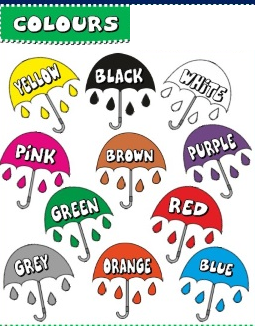 COLOURS
YELLOW
BLACK
WHITE
PINK
BROWN
PURPLE
GREEN
RED
GREY
ORANGE
BLUE